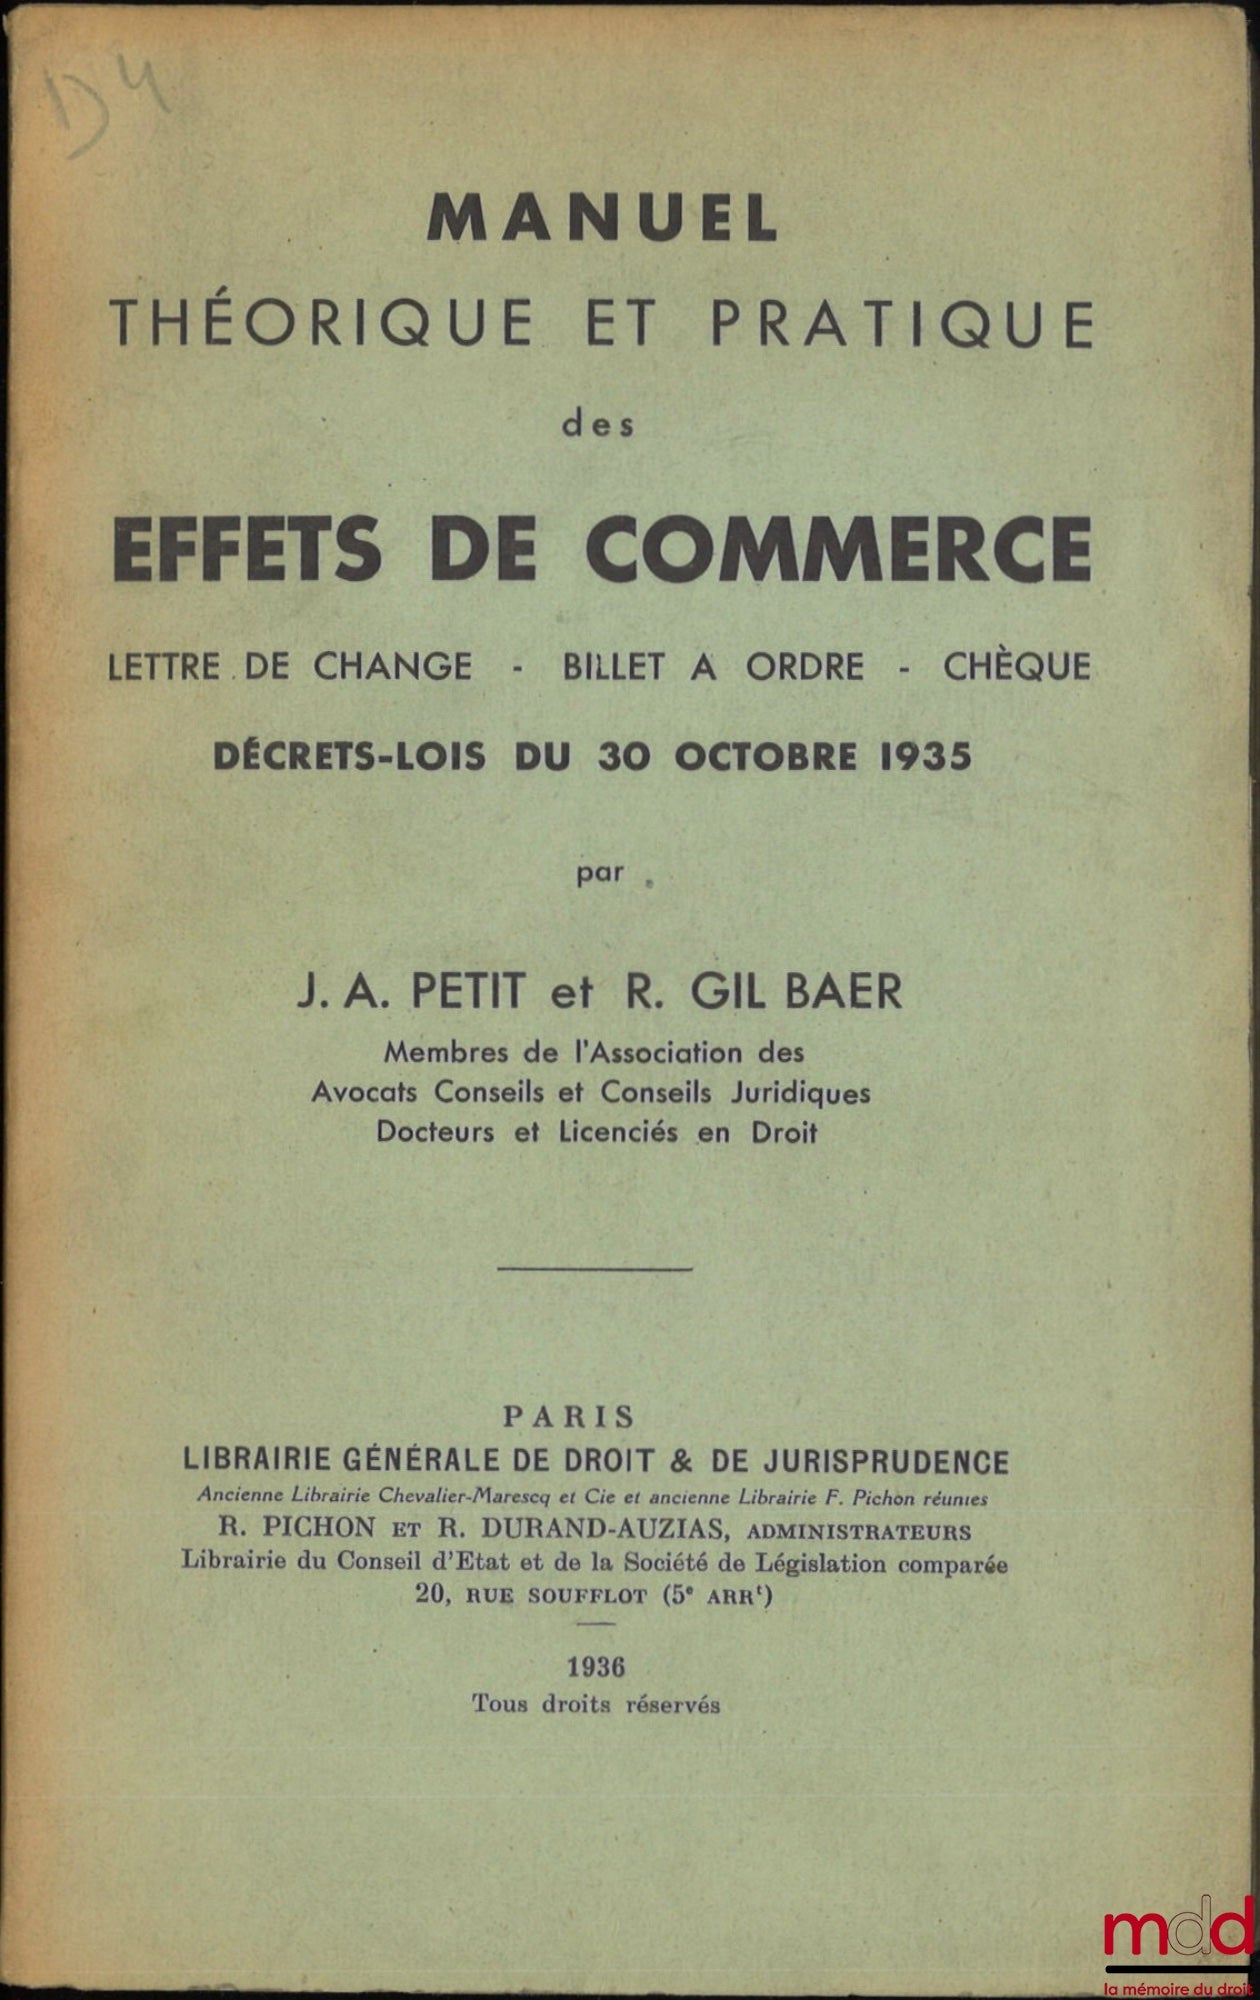 D4
MANUEL
THÉORIQUE ET PRATIQUE
des
EFFETS DE COMMERCE
LETTRE DE CHANGE - BILLET A ORDRE - CHÈQUE
DÉCRETS-LOIS DU 30 OCTOBRE 1935
par
J. A. PETIT et R. GIL BAER
Membres de l'Association des
Avocats Conseils et Conseils Juridiques
Docteurs et Licenciés en Droit
PARIS
LIBRAIRIE GÉNÉRALE DE DROIT & DE JURISPRUDENCE
Ancienne Librairie Chevalier-Marescq et Cie et ancienne Librairie F. Pichon réunies
R. PICHON ET R. DURAND-AUZIAS, ADMINISTRATEURS
Librairie du Conseil d'Etat et de la Société de Législation comparée
20, RUE SOUFFLOT (5e ARRt)
1936
Tous droits réservés
mdd
la mémoire du droit